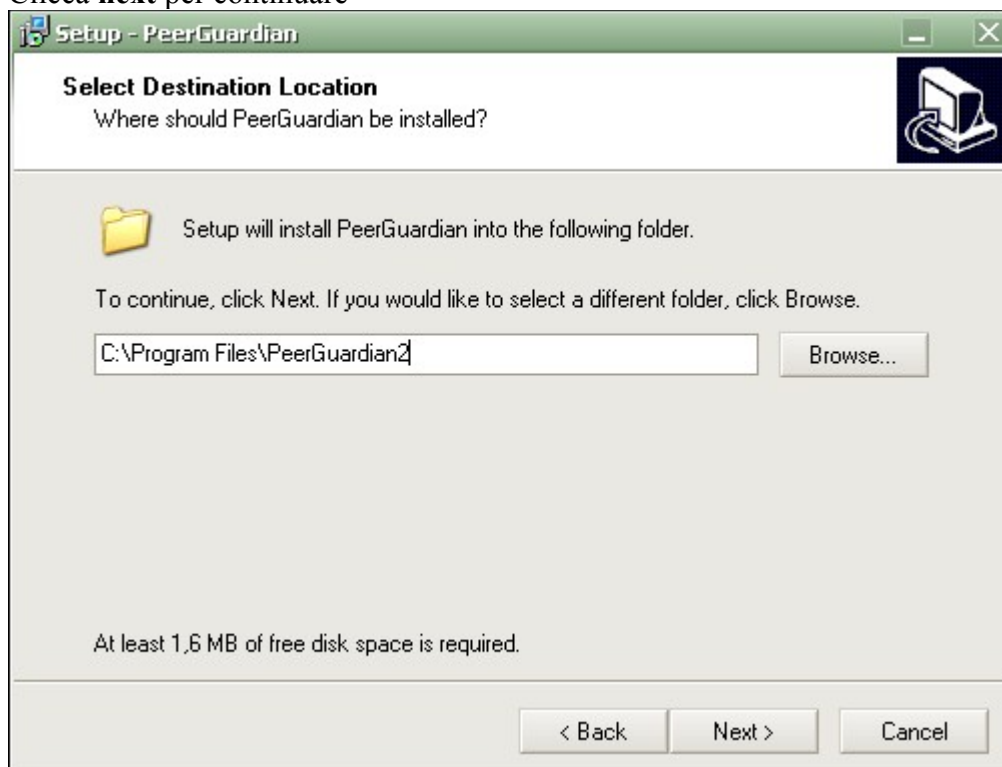 Clicca next per continuare
Setup - PeerGuardian
Select Destination Location
Where should PeerGuardian be installed?
Setup will install PeerGuardian into the following folder.
To continue, click Next. If you would like to select a different folder, click Browse.
C:\Program Files\PeerGuardian2
Browse...
At least 1,6 MB of free disk space is required.
< Back Next > Cancel